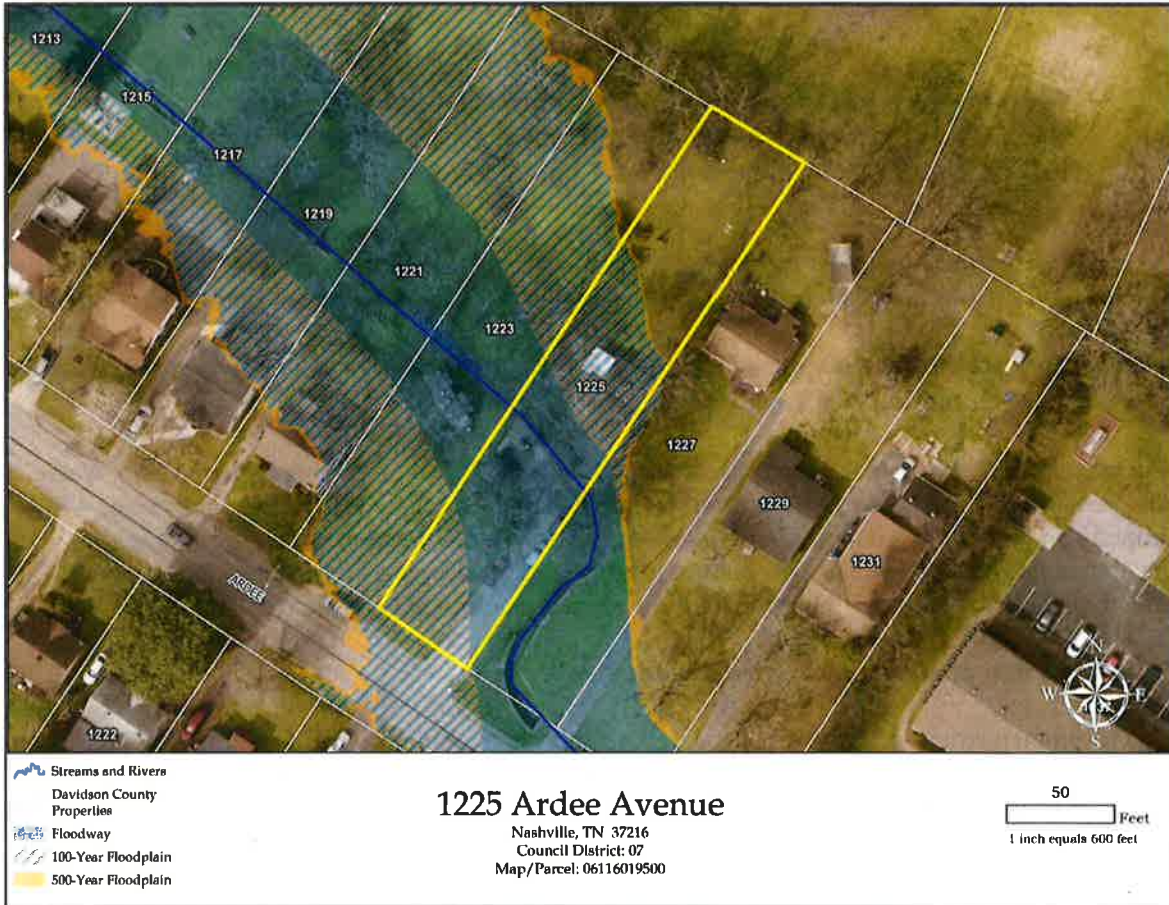 1213
1215
1217
1219
1221
1223
1225
1227
1229
1231
ARDEE
1222
N
W E
S
Streams and Rivers
Davidson County
Properties
Floodway
100-Year Floodplain
500-Year Floodplain
1225 Ardee Avenue
Nashville, TN 37216
Council District: 07
Map/Parcel: 06116019500
50
Feet
1 inch equals 600 feet